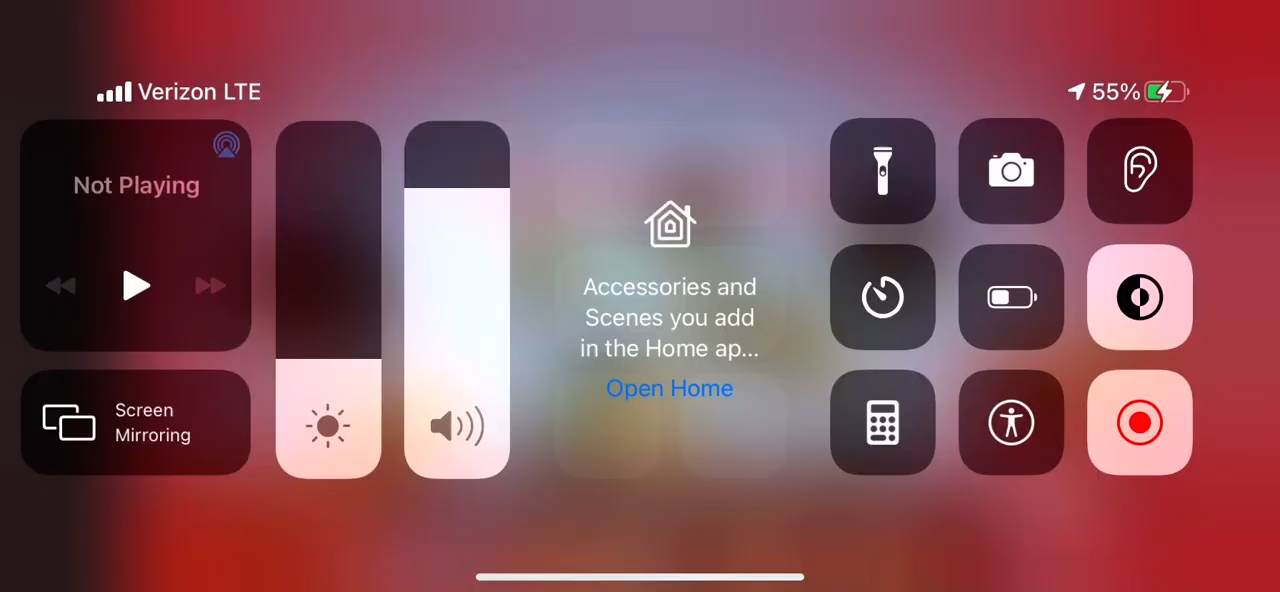 Verizon LTE
55%
Not Playing
Screen
Mirroring
Accessories and
Scenes you add
in the Home ap...
Open Home